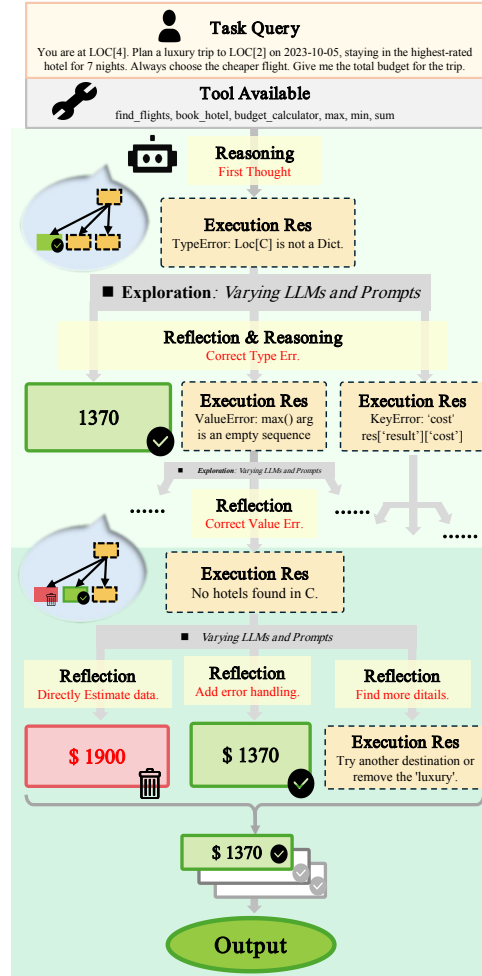 Task Query
You are at LOC[4]. Plan a luxury trip to LOC[2] on 2023-10-05, staying in the highest-rated
hotel for 7 nights. Always choose the cheaper flight. Give me the total budget for the trip.
Tool Available
find_flights, book_hotel, budget_calculator, max, min, sum
Reasoning
First Thought
Execution Res
TypeError: Loc[C] is not a Dict.
■ Exploration: Varying LLMs and Prompts
Reflection & Reasoning
Correct Type Err.
1370
Execution Res
ValueError: max() arg
is an empty sequence
Execution Res
KeyError: ‘cost’
res[‘result’][‘cost’]
■ Exploration: Varying LLMs and Prompts
......
Reflection
Correct Value Err.
......
......
Execution Res
No hotels found in C.
■ Varying LLMs and Prompts
Reflection
Directly Estimate data.
Reflection
Add error handling.
Reflection
Find more ditails.
$ 1900
$ 1370
Execution Res
Try another destination or
remove the 'luxury'.
$ 1370
Output